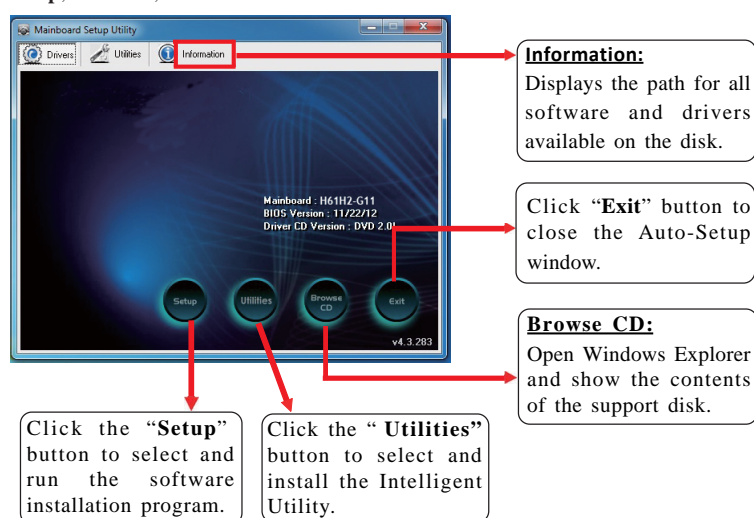 Mainboard Setup Utility
Drivers Utilities Information
Mainboard : H61H2-G11
BIOS Version : 11/22/12
Driver CD Version : DVD 2.0!
Setup
Utilities
Browse
CD
Exit
v4.3.283
Information:
Displays the path for all
software and drivers
available on the disk.
Click “Exit” button to
close the Auto-Setup
window.
Browse CD:
Open Windows Explorer
and show the contents
of the support disk.
Click the “Setup”
button to select and
run the software
installation program.
Click the “ Utilities”
button to select and
install the Intelligent
Utility.